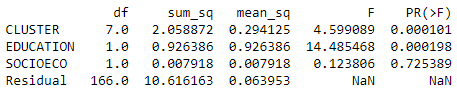 df sum_sq mean_sq F PR(>F)
CLUSTER 7.0 2.058872 0.294125 4.599089 0.000101
EDUCATION 1.0 0.926386 0.926386 14.485468 0.000198
SOCIOECO 1.0 0.007918 0.007918 0.123806 0.725389
Residual 166.0 10.616163 0.063953 NaN NaN